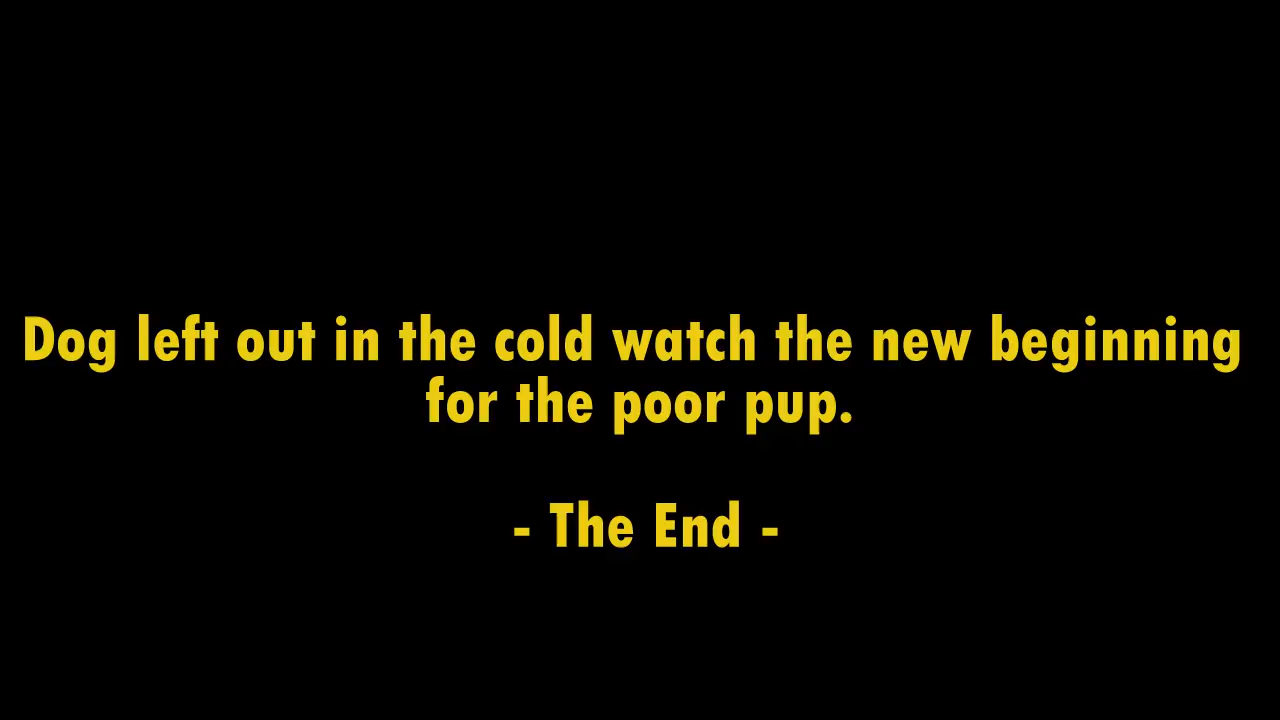 Dog left out in the cold watch the new beginning
for the poor pup.
- The End -